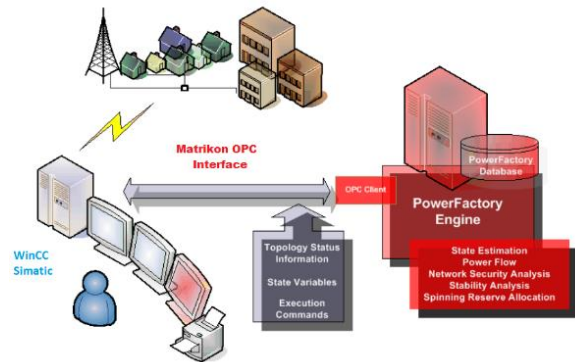 Matrikon OPC
Interface
PowerFactory
Database
OPC Client
PowerFactory
Engine
WinCC
Simatic
Topology Status
Information
State Variables
Execution
Commands
State Estimation
Power Flow
Network Security Analysis
Stability Analysis
Spinning Reserve Allocation